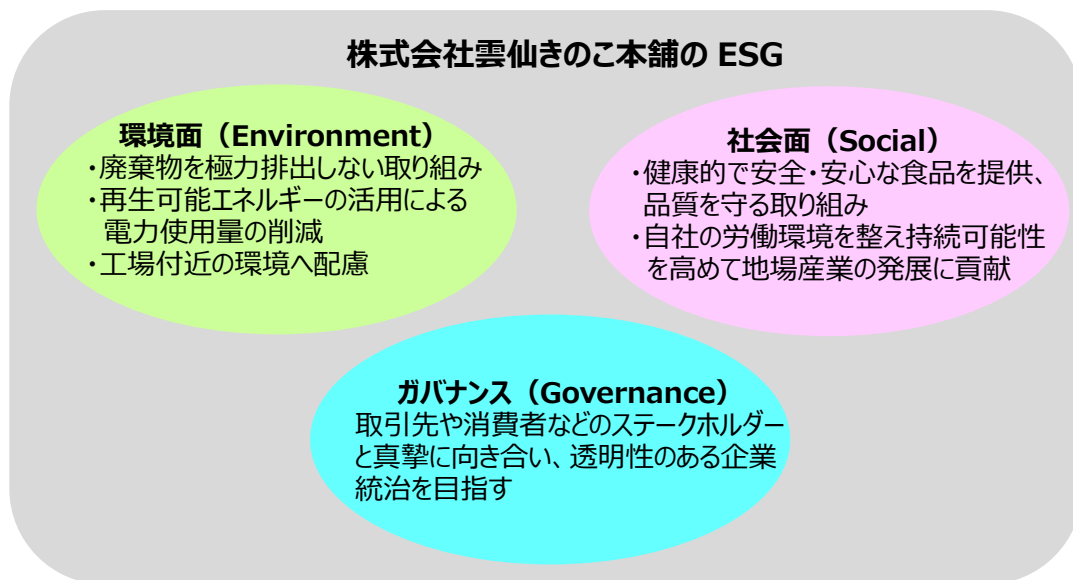 株式会社雲仙きのこ本舗の ESG
環境面（Environment）
・廃棄物を極力排出しない取り組み
・再生可能エネルギーの活用による
電力使用量の削減
・工場付近の環境へ配慮
社会面（Social）
・健康的で安全・安心な食品を提供、
品質を守る取り組み
・自社の労働環境を整え持続可能性
を高めて地場産業の発展に貢献
ガバナンス（Governance）
取引先や消費者などのステークホルダー
と真摯に向き合い、透明性のある企業
統治を目指す